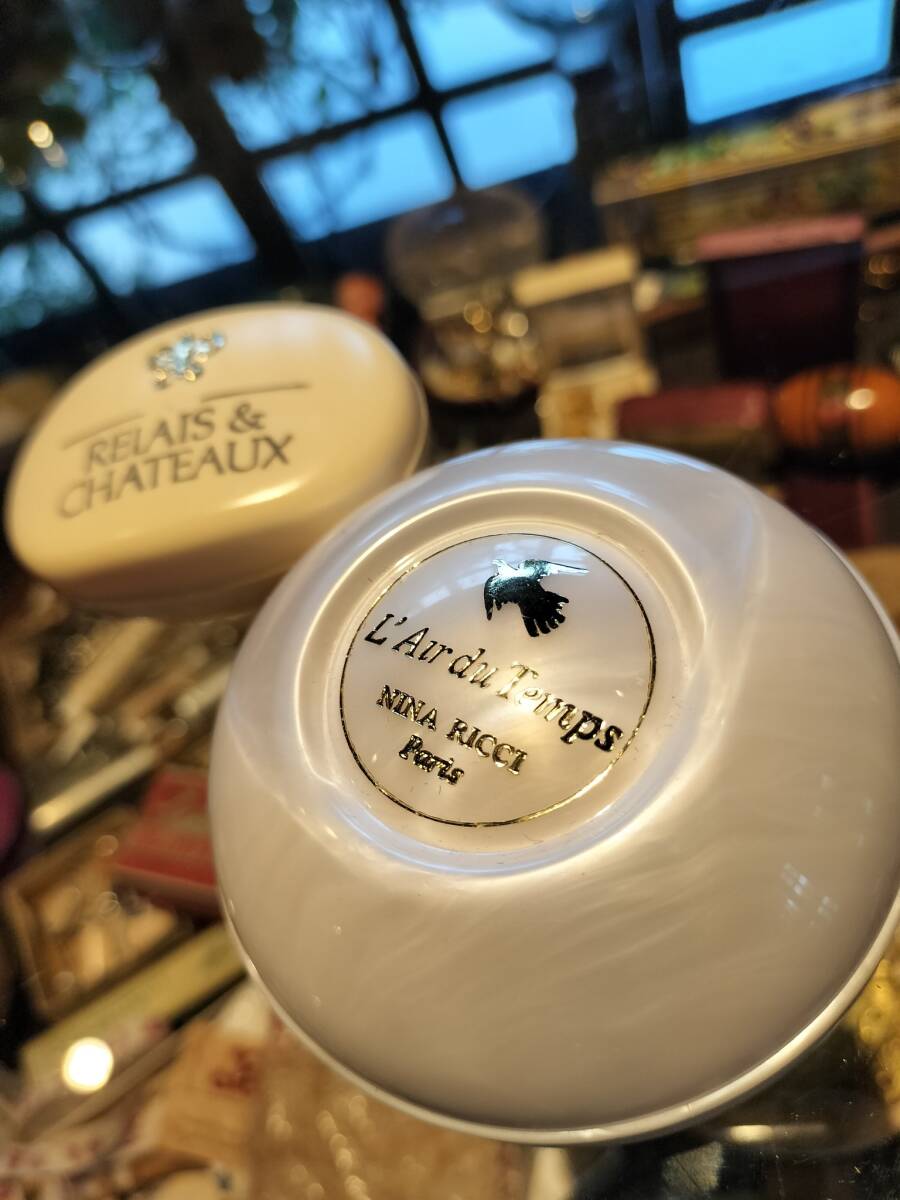 RELAIS &
CHATEAUX
L'Air du Temps
NINA RICCI
Paris